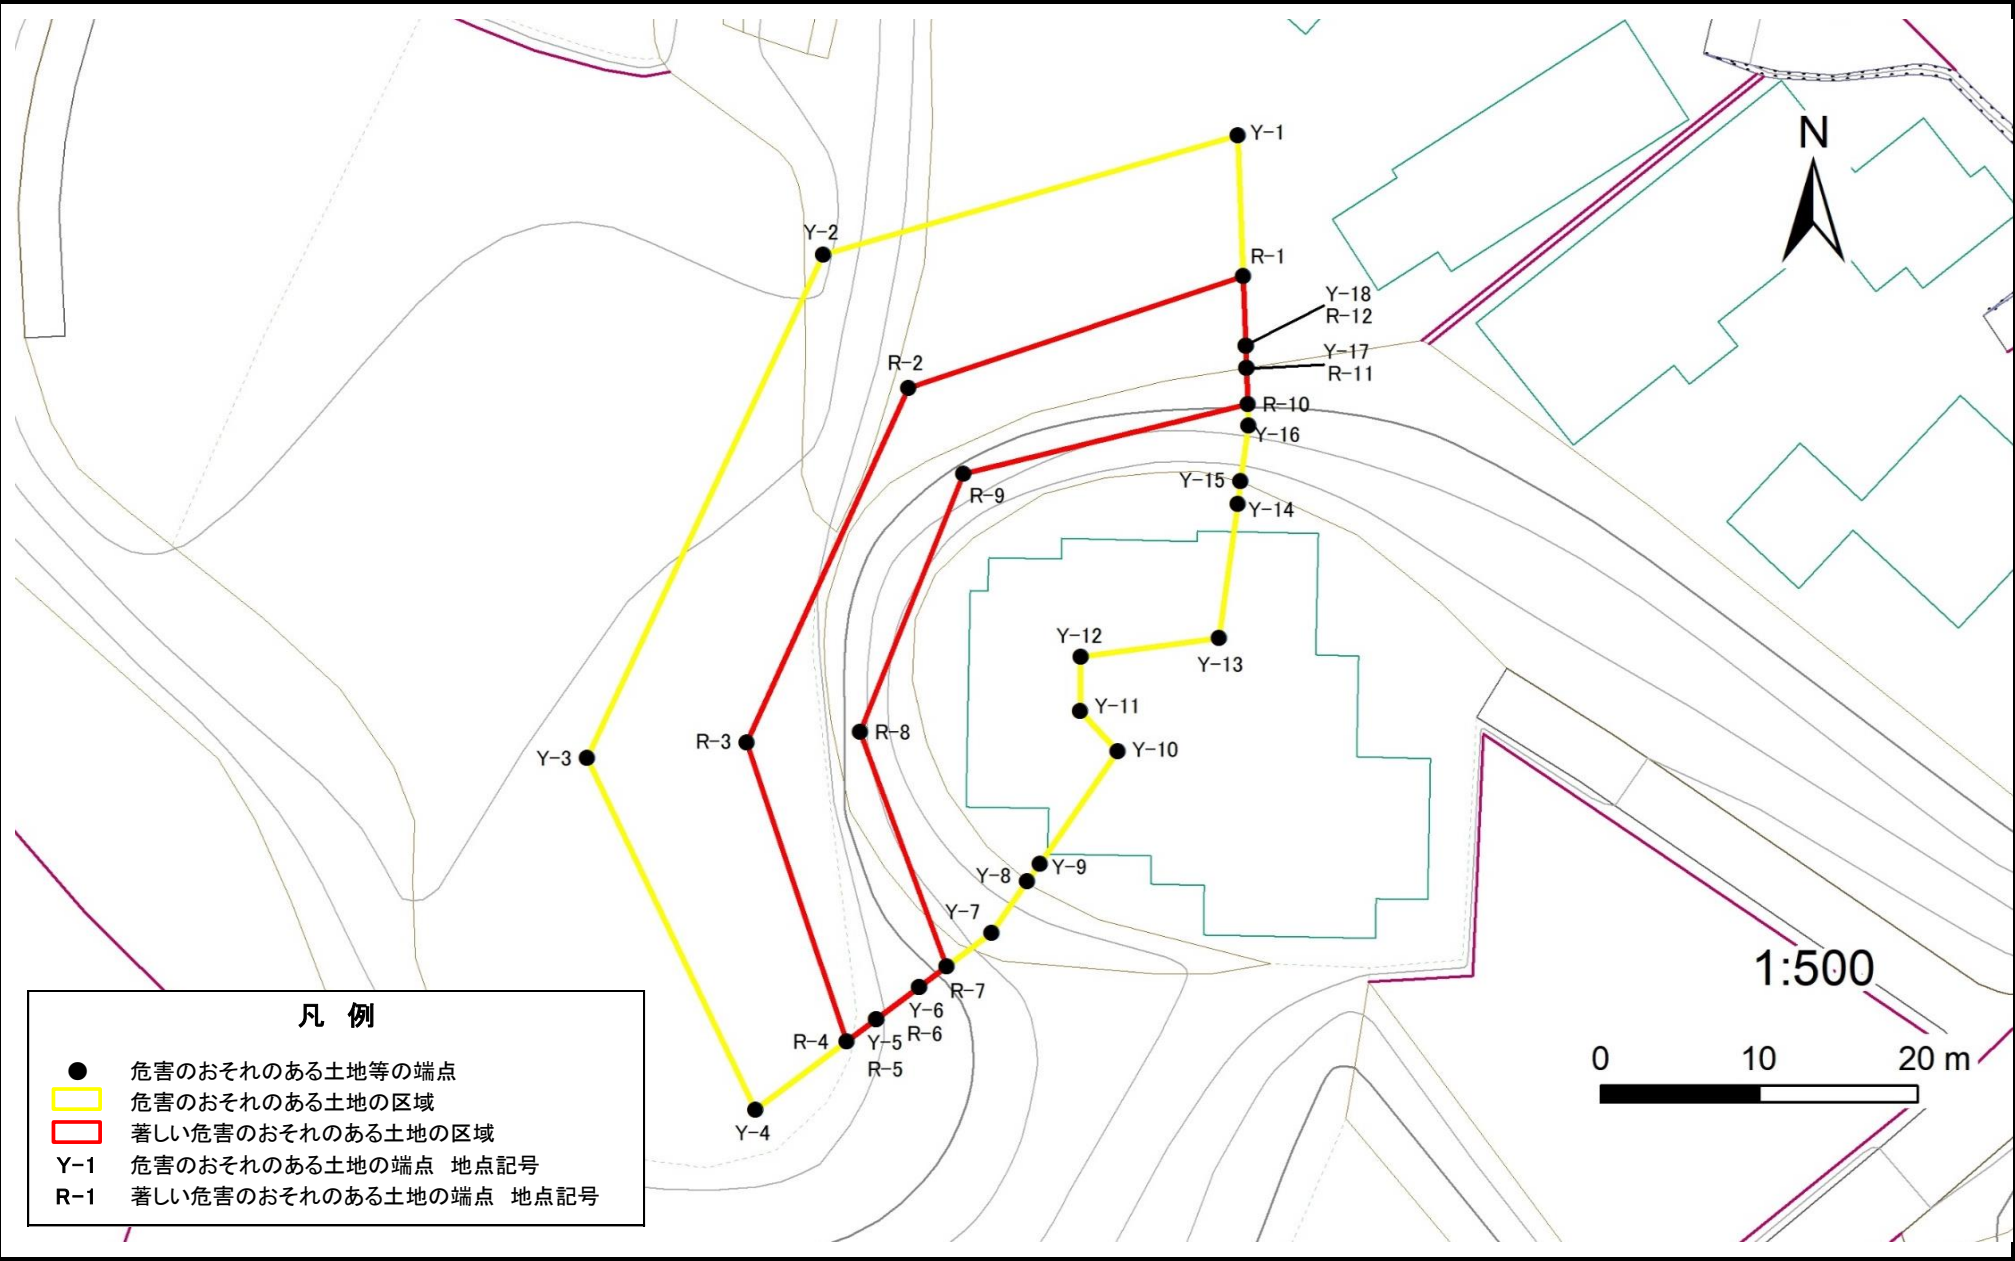 Y-1
N
Y-2
R-1
Y-18
R-12
Y-17
R-11
R-2
R-10
Y-16
Y-15
R-9
Y-14
Y-12
Y-13
Y-11
R-3
R-8
Y-10
Y-3
Y-9
Y-8
Y-7
1:500
R-7
Y-6
R-6
R-4
Y-5
R-5
Y-4
0 10 20 m
凡 例
危害のおそれのある土地等の端点
危害のおそれのある土地の区域
著しい危害のおそれのある土地の区域
Y-1 危害のおそれのある土地の端点 地点記号
R-1 著しい危害のおそれのある土地の端点 地点記号